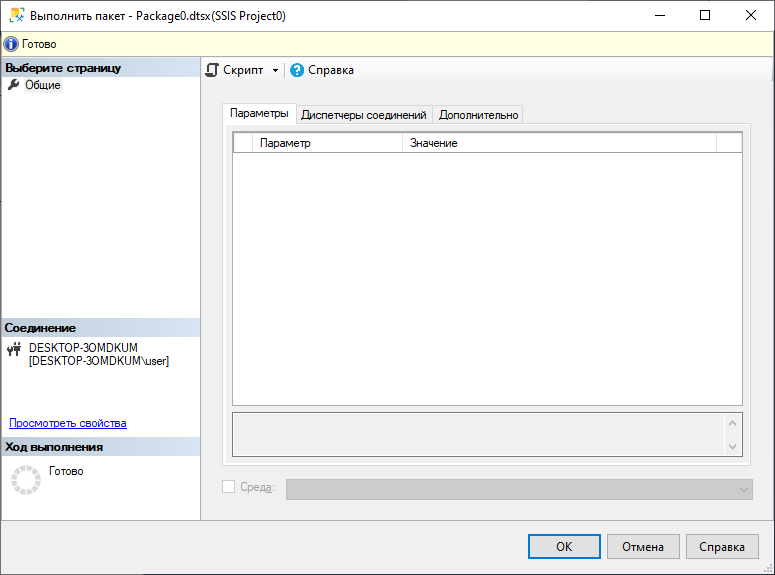 Выполнить пакет - Package0.dtsx(SSIS Project0)
Готово
Выберите страницу
Общие
Скрипт
Справка
Параметры
Диспетчеры соединений
Дополнительно
Параметр
Значение
Соединение
DESKTOP-3OMDKUM
[DESKTOP-3OMDKUM\user]
Просмотреть свойства
Ход выполнения
Готово
Среда:
ОК
Отмена
Справка